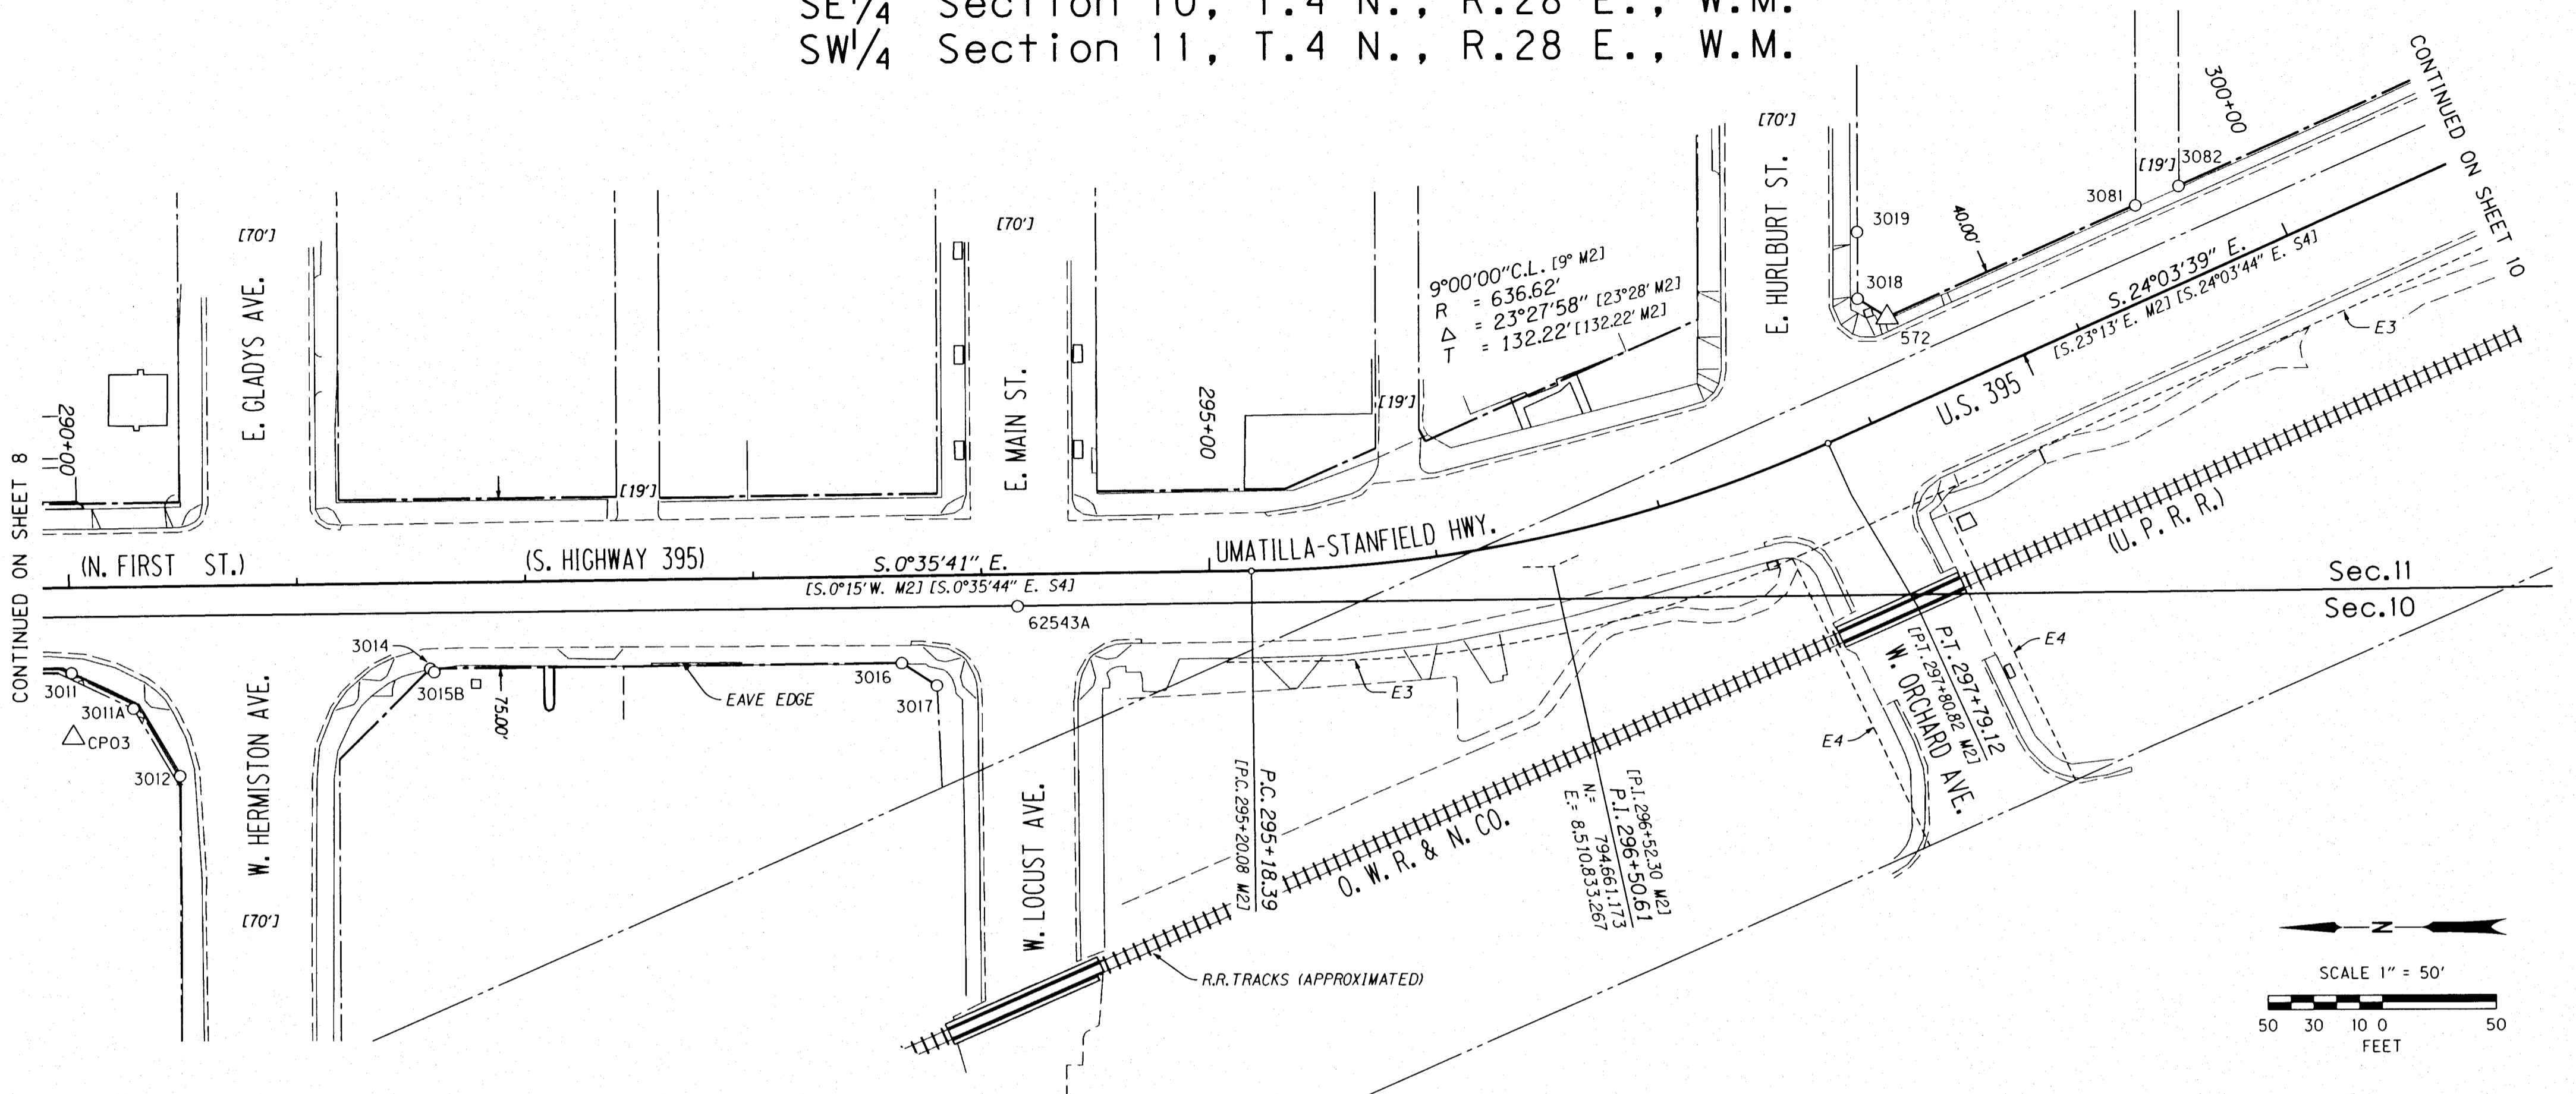 SE1/4 Section 10, T.4 N., R.28 E., W.M.
SW1/4 Section 11, T.4 N., R.28 E., W.M.
CONTINUED ON SHEET 8
CONTINUED ON SHEET 10
290+00
295+00
300+00
E. GLADYS AVE.
[70']
[19']
E. MAIN ST.
[70']
[19']
E. HURLBURT ST.
[70']
[19']
9°00'00"C.L. [9° M2]
R = 636.62'
Δ = 23°27'58" [23°28' M2]
T = 132.22' [132.22' M2]
3019
3018
572
3081
3082
40.00'
S.24°03'39" E.
[S.23°13' E. M2] [S.24°03'44" E. S4]
U.S. 395
E3
(U. P. R. R.)
(N. FIRST ST.)
(S. HIGHWAY 395)
S.0°35'41" E.
[S.0°15' W. M2] [S.0°35'44" E. S4]
UMATILLA-STANFIELD HWY.
62543A
Sec.11
Sec.10
3011
3011A
CP03
3012
W. HERMISTON AVE.
[70']
3014
3015B
75.00'
EAVE EDGE
3016
3017
W. LOCUST AVE.
P.C. 295+18.39
[P.C. 295+20.08 M2]
E3
[P.I. 296+52.30 M2]
P.I. 296+50.61
N.= 794,661.173
E.= 8,510,833.267
P.T. 297+79.12
[P.T. 297+80.82 M2]
W. ORCHARD AVE.
E4
E4
O. W. R. & N. CO.
R.R.TRACKS (APPROXIMATED)
N
SCALE 1" = 50'
50 30 10 0 50
FEET